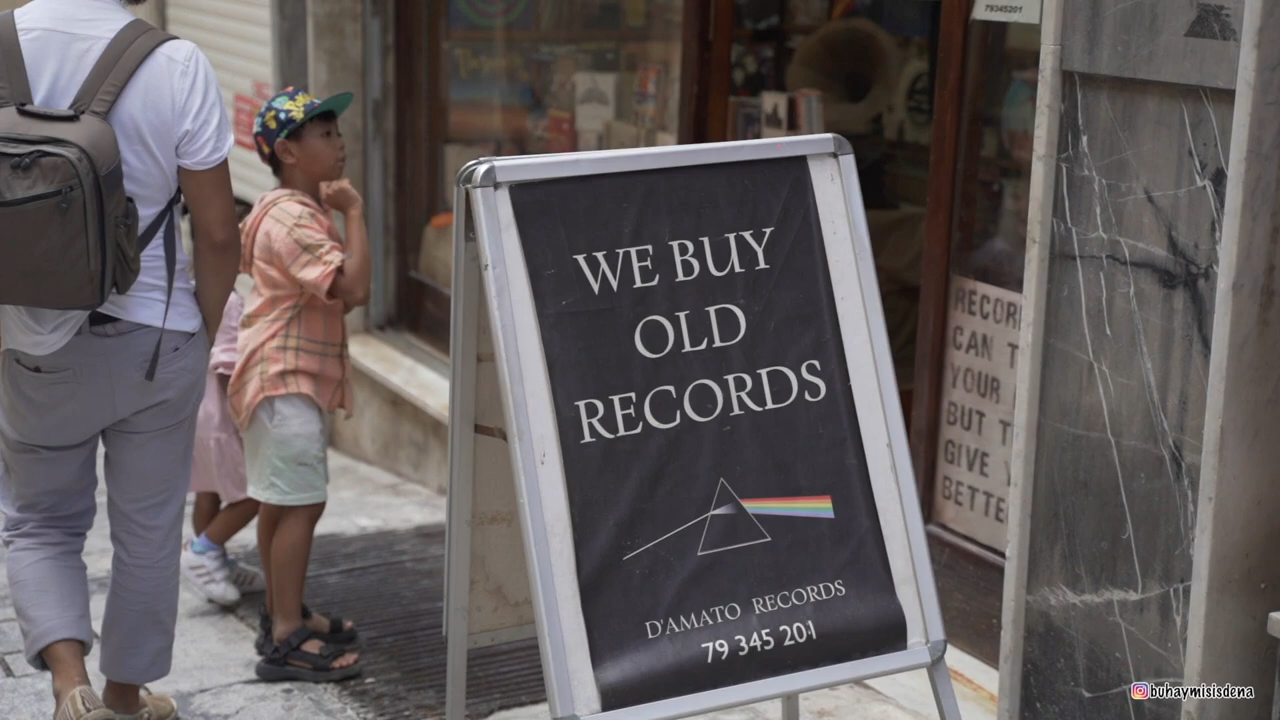 79345201
WE BUY
OLD
RECORDS
D'AMATO RECORDS
79 345 201
RECOR
CAN T
YOUR
BUT T
GIVE
BETTE
buhaymisisdena